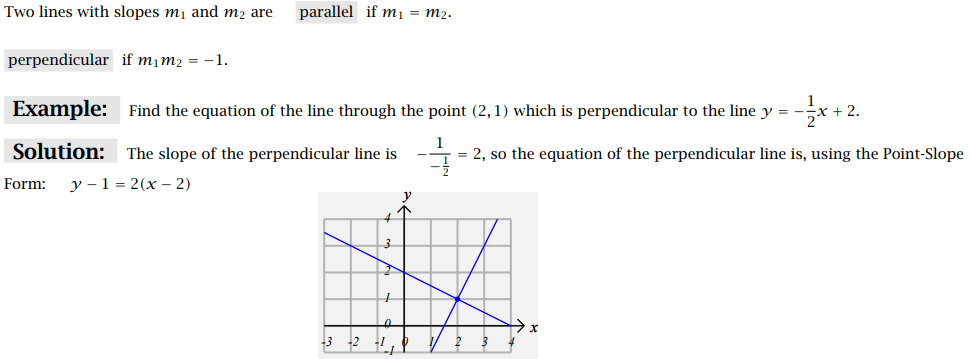 Two lines with slopes m₁ and m₂ are parallel if m₁ = m₂.
perpendicular if m₁m₂ = −1.
Example: Find the equation of the line through the point (2, 1) which is perpendicular to the line y = −1/2x + 2.
Solution: The slope of the perpendicular line is −1/(−1/2) = 2, so the equation of the perpendicular line is, using the Point-Slope
Form: y − 1 = 2(x − 2)
y
4
3
2
1
0
x
-3 -2 -1 0 1 2 3 4
-1